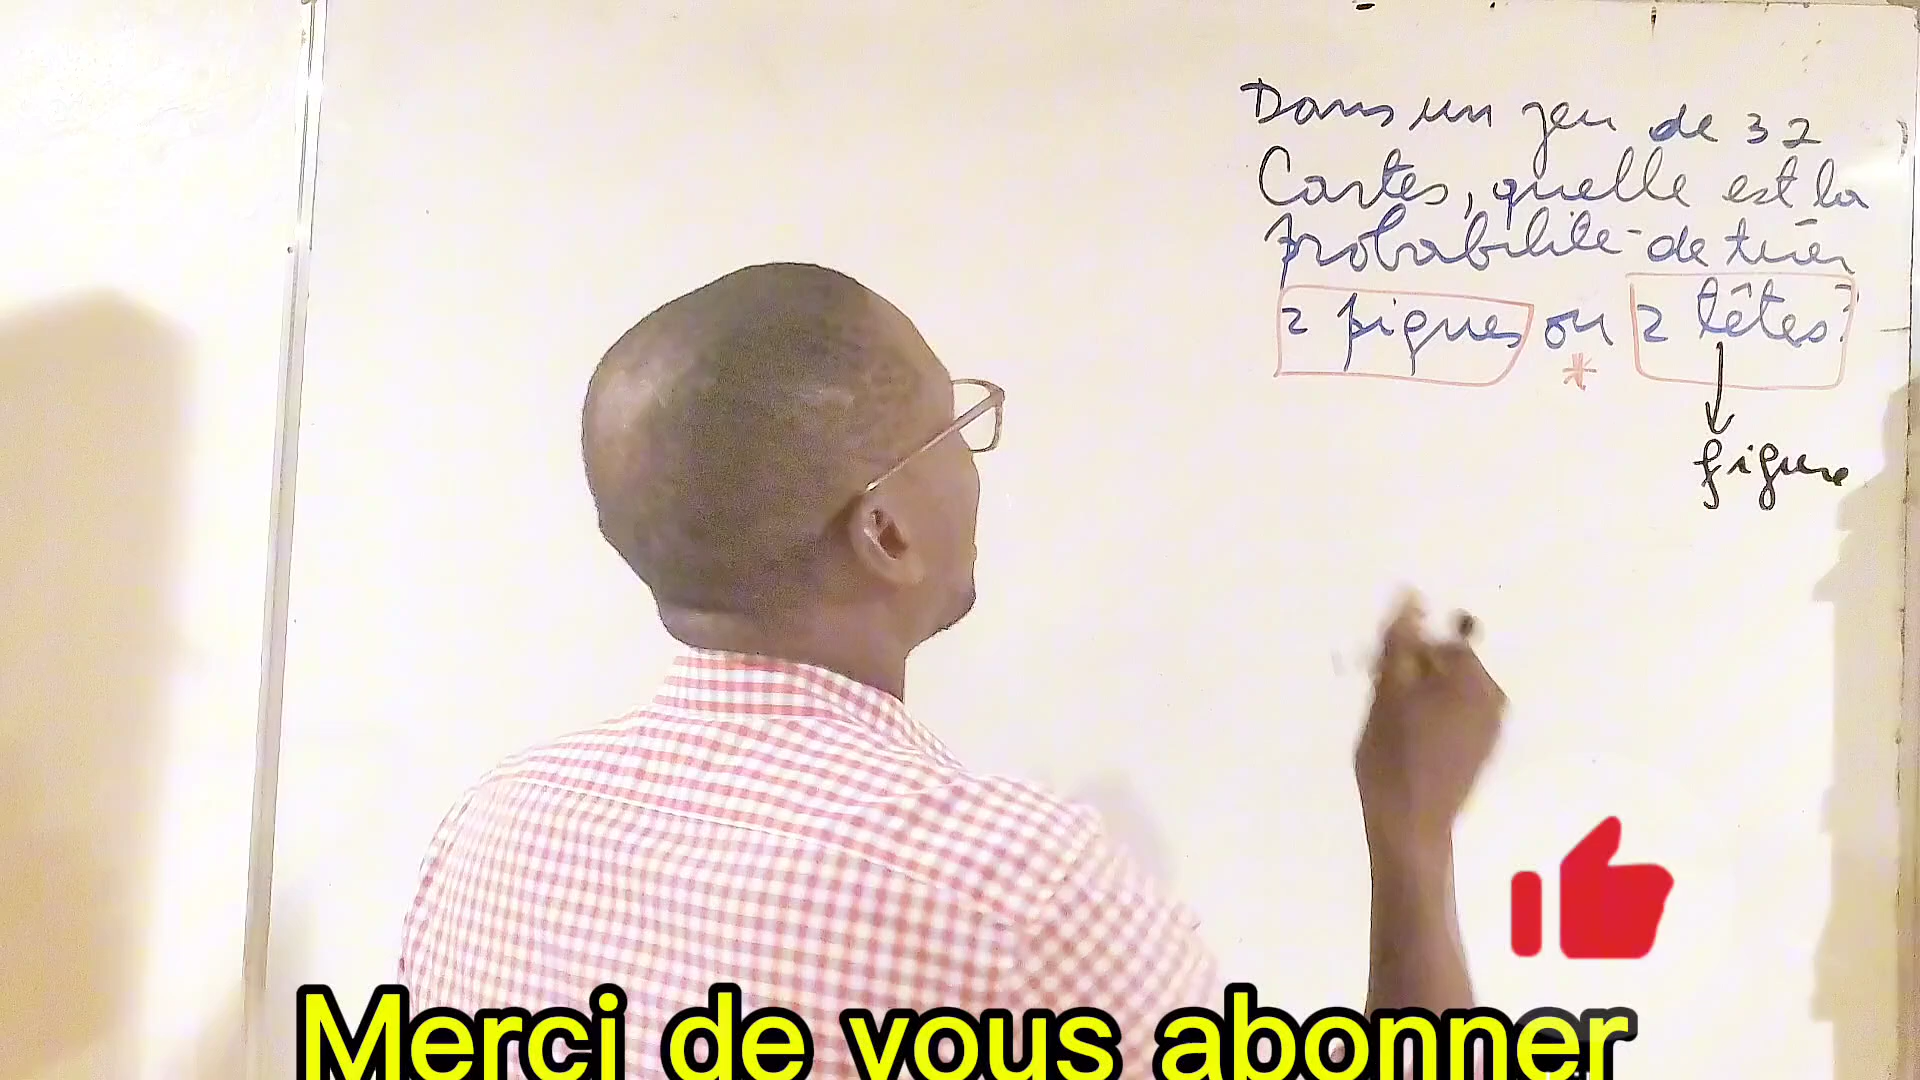 Dans un jeu de 32
Cartes, quelle est la
probabilité de tirer
2 piques ou 2 têtes?
*
figure
Merci de vous abonner